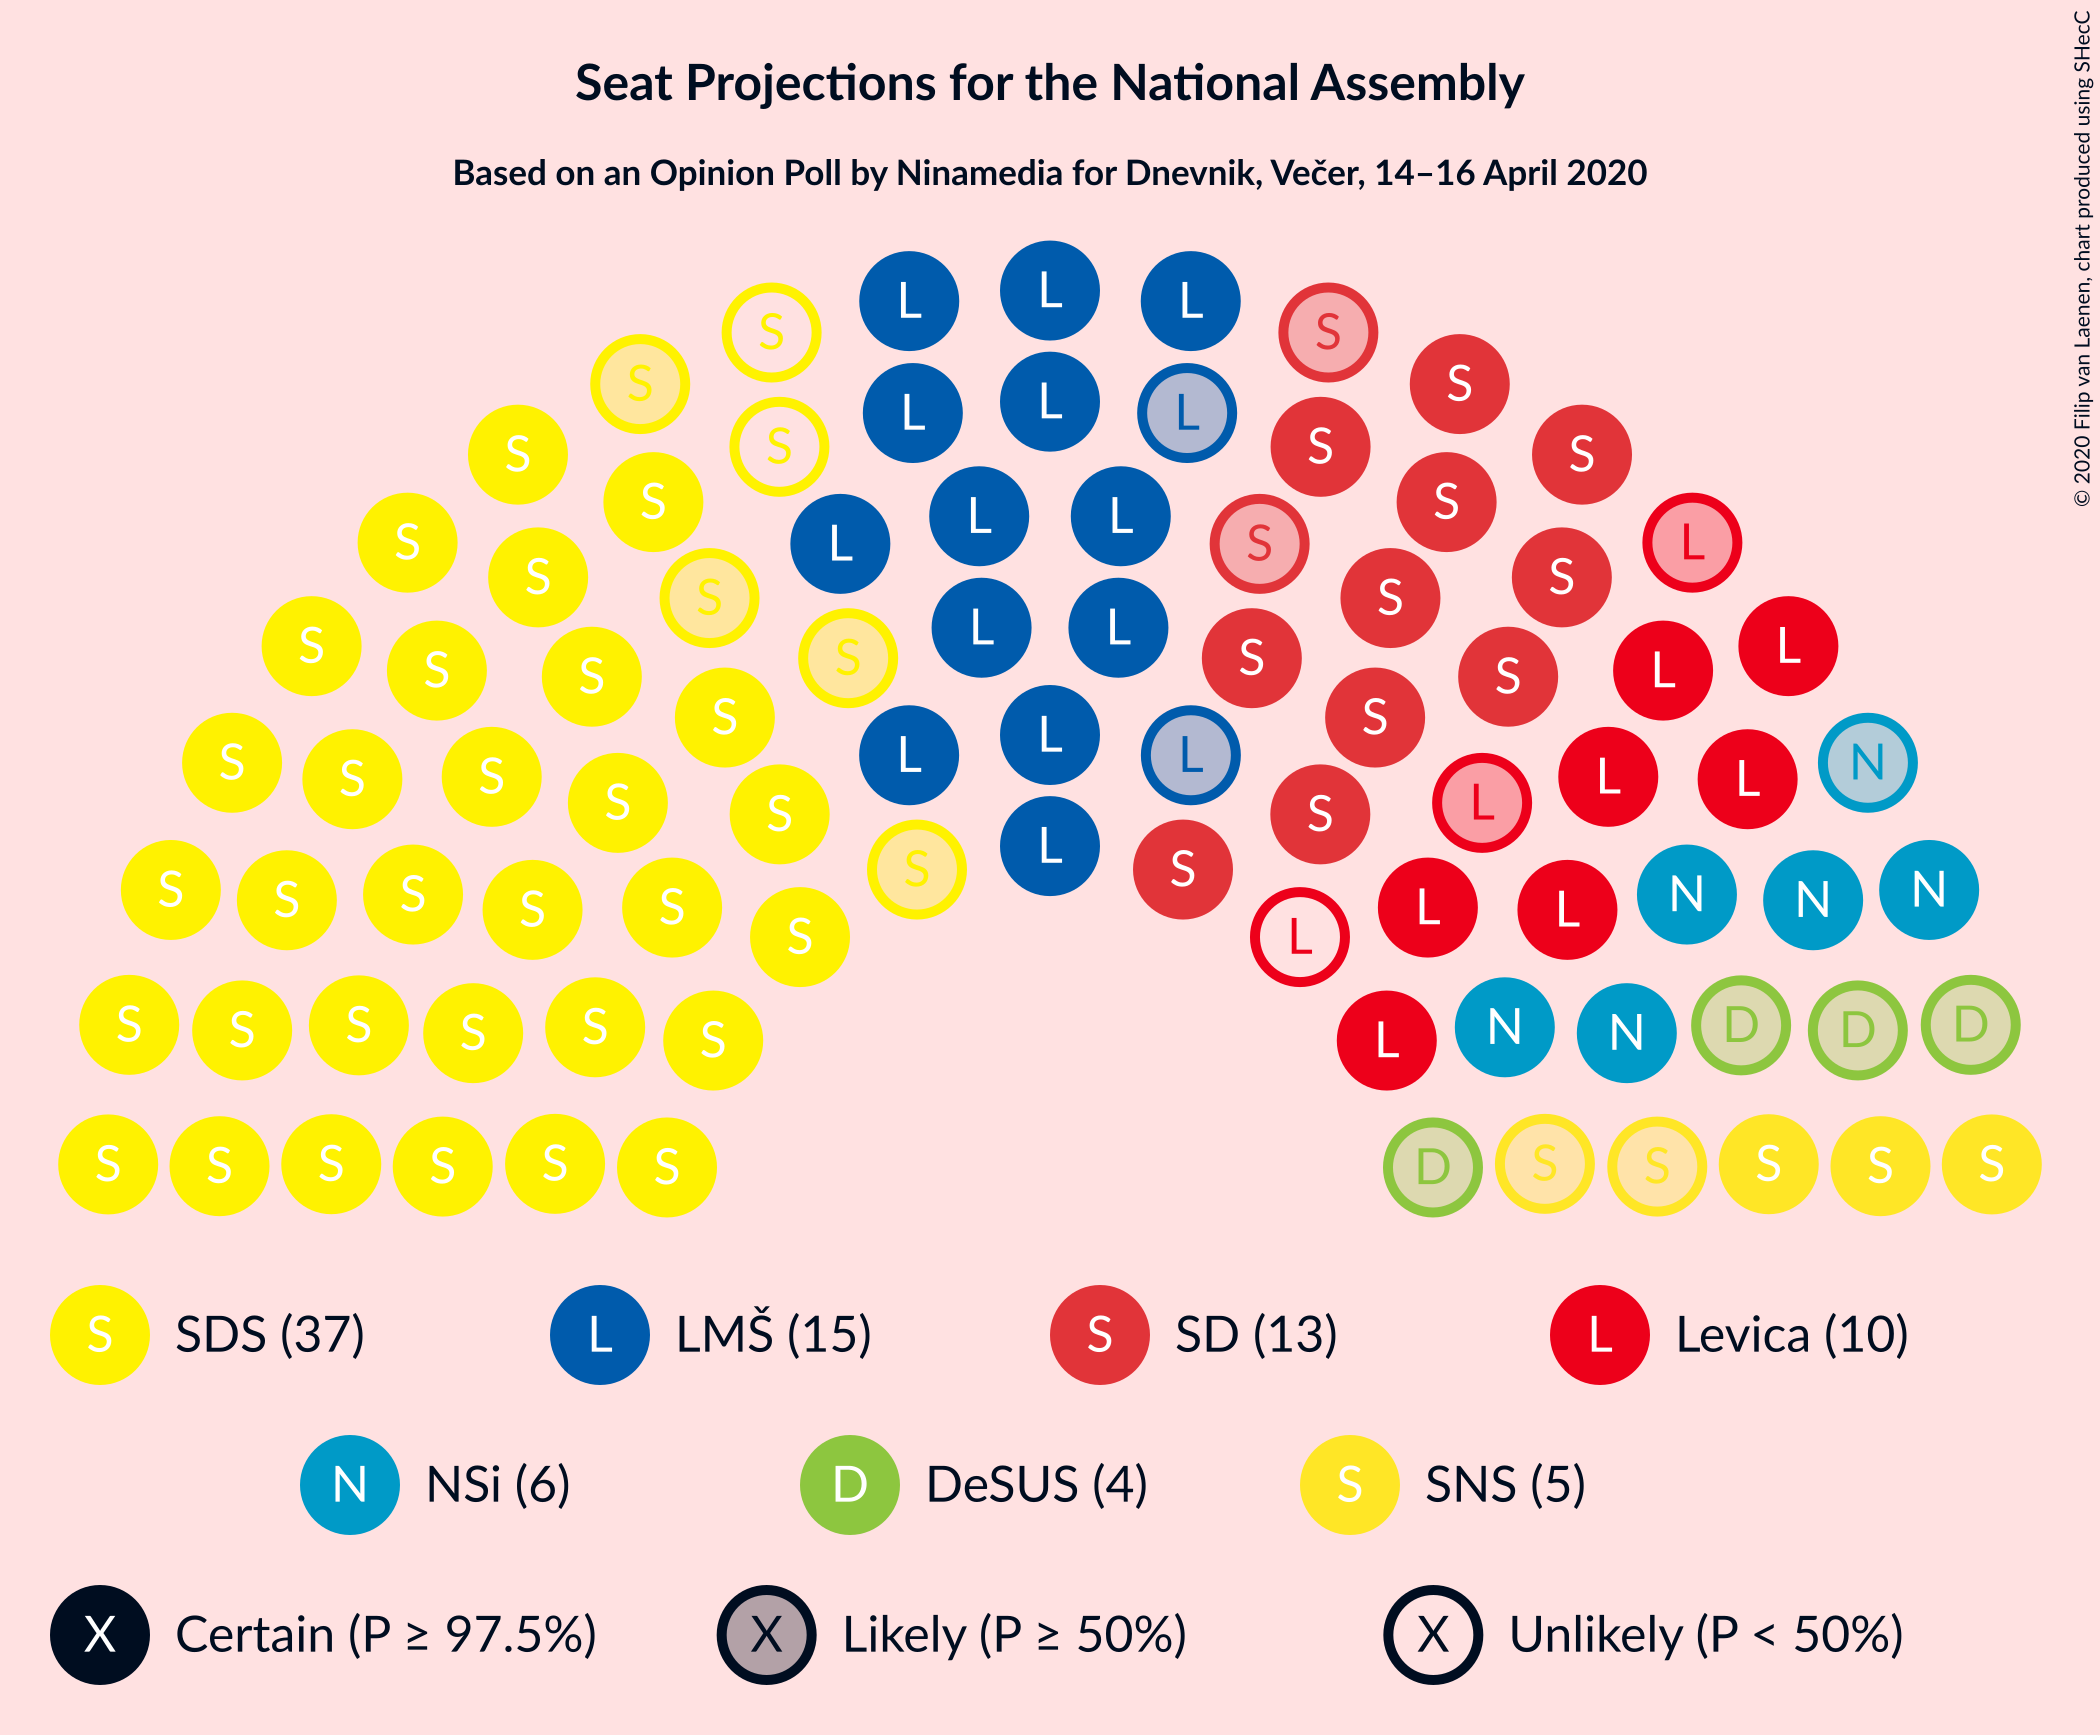 Seat Projections for the National Assembly
Based on an Opinion Poll by Ninamedia for Dnevnik, Večer, 14–16 April 2020
© 2020 Filip van Laenen, chart produced using SHecC
L
L L
S S
S S
L L L
S S
S S
S S
L L
S S
S L
S S
L L
S S
S L
S S
L L
S S
S S
L L
S S
L L L
S S
S S S
L L
N
S S
S S
L
S S
S S S S S S
L L
N N N
S
L
S S S S S S
L
N N
D D D
S S S S S S
D
S S S S S
S SDS (37)
L LMŠ (15)
S SD (13)
L Levica (10)
N NSi (6)
D DeSUS (4)
S SNS (5)
X Certain (P ≥ 97.5%)
X Likely (P ≥ 50%)
X Unlikely (P < 50%)